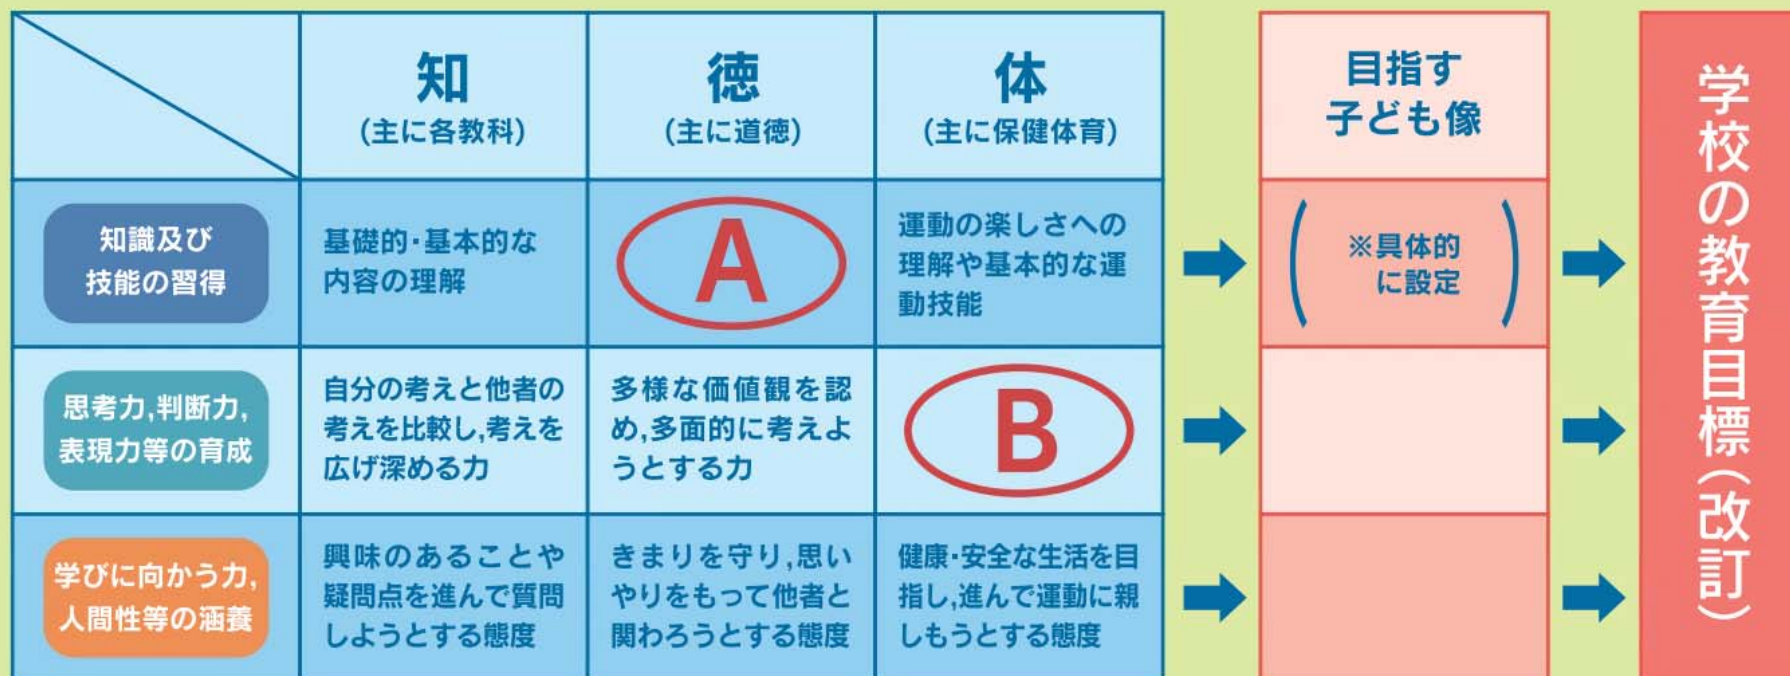 知
(主に各教科)
徳
(主に道徳)
体
(主に保健体育)
目指す
子ども像
知識及び
技能の習得
基礎的・基本的な
内容の理解
A
運動の楽しさへの
理解や基本的な運
動技能
※具体的
に設定
思考力,判断力,
表現力等の育成
自分の考えと他者の
考えを比較し,考えを
広げ深める力
多様な価値観を認
め,多面的に考えよ
うとする力
B
学びに向かう力,
人間性等の涵養
興味のあることや
疑問点を進んで質問
しようとする態度
きまりを守り,思い
やりをもって他者と
関わろうとする態度
健康・安全な生活を目
指し,進んで運動に親
しもうとする態度
学校の教育目標(改訂)